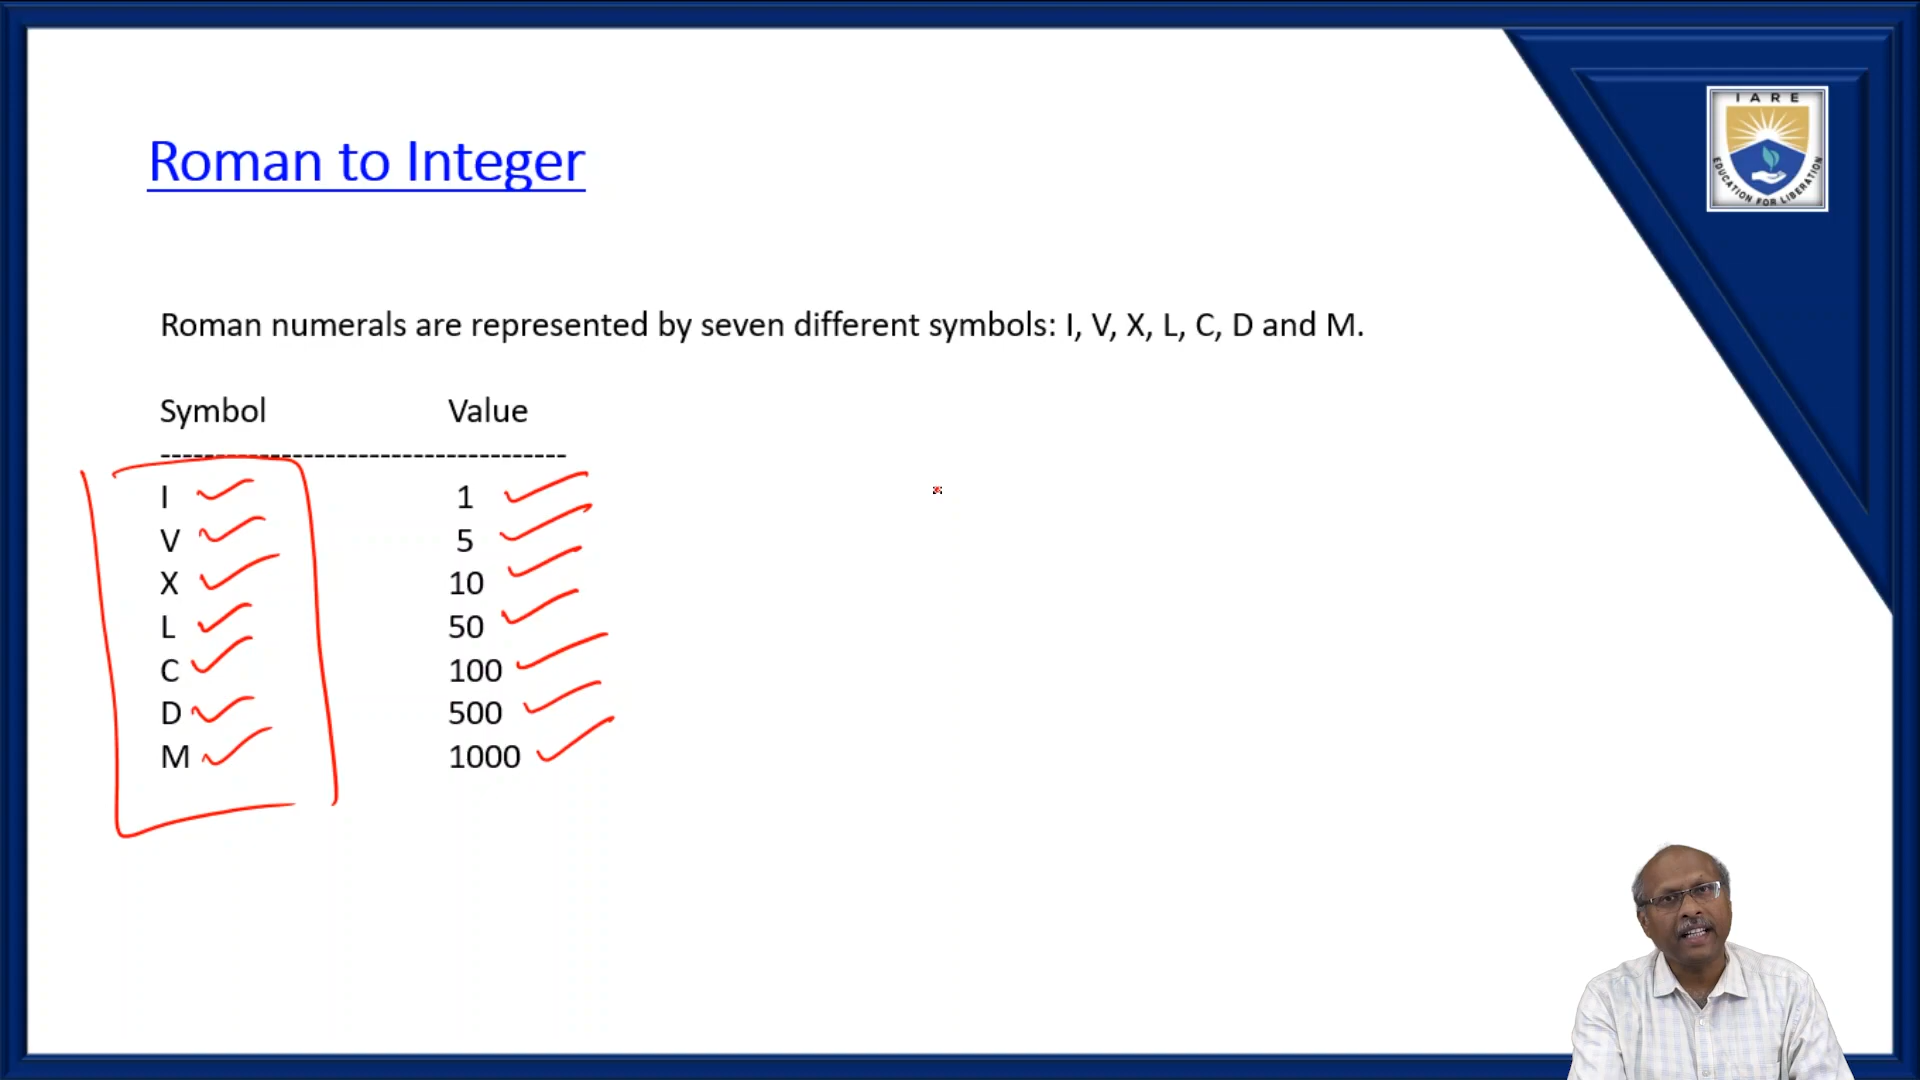 IARE
EDUCATION FOR LIBERATION
Roman to Integer
Roman numerals are represented by seven different symbols: I, V, X, L, C, D and M.
Symbol Value
-------------------------------------
I 1
V 5
X 10
L 50
C 100
D 500
M 1000